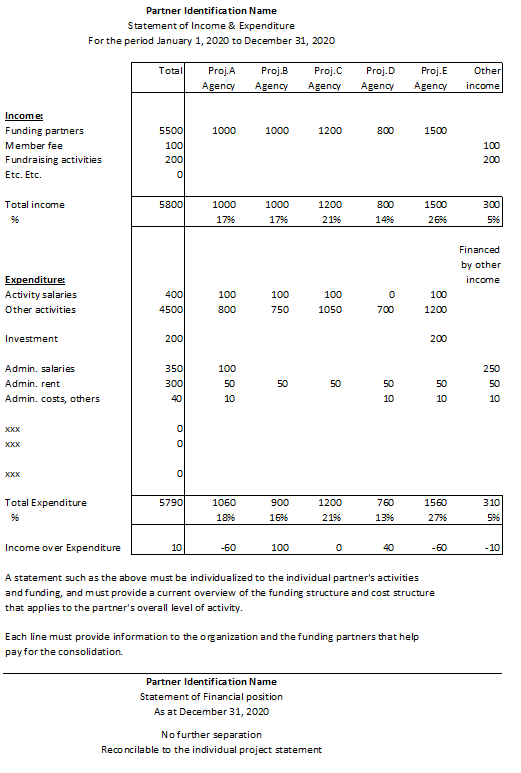 Partner Identification Name
Statement of Income & Expenditure
For the period January 1, 2020 to December 31, 2020
Total Proj.A Proj.B Proj.C Proj.D Proj.E Other
Agency Agency Agency Agency Agency income
Income:
Funding partners 5500 1000 1000 1200 800 1500
Member fee 100 100
Fundraising activities 200 200
Etc. Etc. 0
Total income 5800 1000 1000 1200 800 1500 300
% 17% 17% 21% 14% 26% 5%
Financed
by other
Expenditure: income
Activity salaries 400 100 100 100 0 100
Other activities 4500 800 750 1050 700 1200
Investment 200 200
Admin. salaries 350 100 250
Admin. rent 300 50 50 50 50 50 50
Admin. costs, others 40 10 10 10 10
xxx 0
xxx 0
xxx 0
Total Expenditure 5790 1060 900 1200 760 1560 310
% 18% 16% 21% 13% 27% 5%
Income over Expenditure 10 -60 100 0 40 -60 -10
A statement such as the above must be individualized to the individual partner's activities
and funding, and must provide a current overview of the funding structure and cost structure
that applies to the partner's overall level of activity.
Each line must provide information to the organization and the funding partners that help
pay for the consolidation.
Partner Identification Name
Statement of Financial position
As at December 31, 2020
No further separation
Reconcilable to the individual project statement